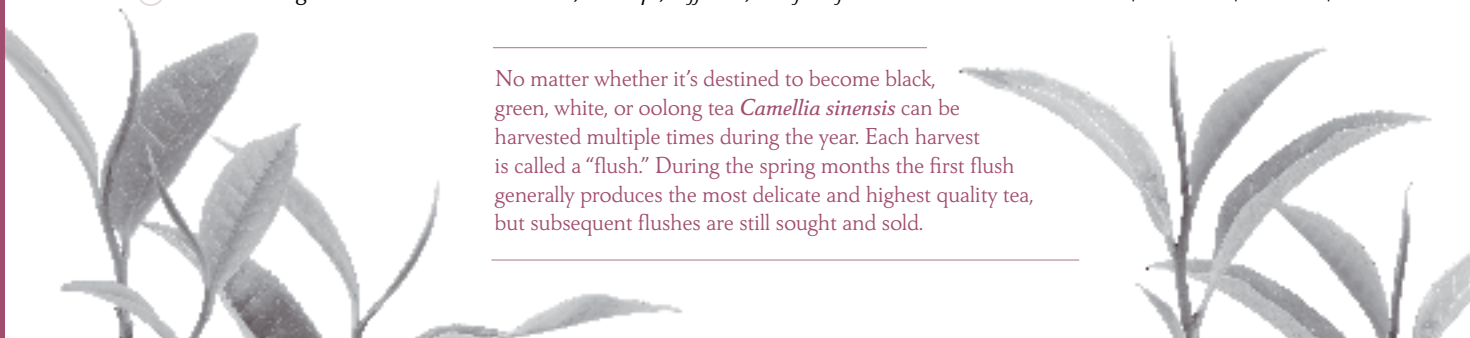 No matter whether it’s destined to become black,
green, white, or oolong tea Camellia sinensis can be
harvested multiple times during the year. Each harvest
is called a “flush.” During the spring months the first flush
generally produces the most delicate and highest quality tea,
but subsequent flushes are still sought and sold.